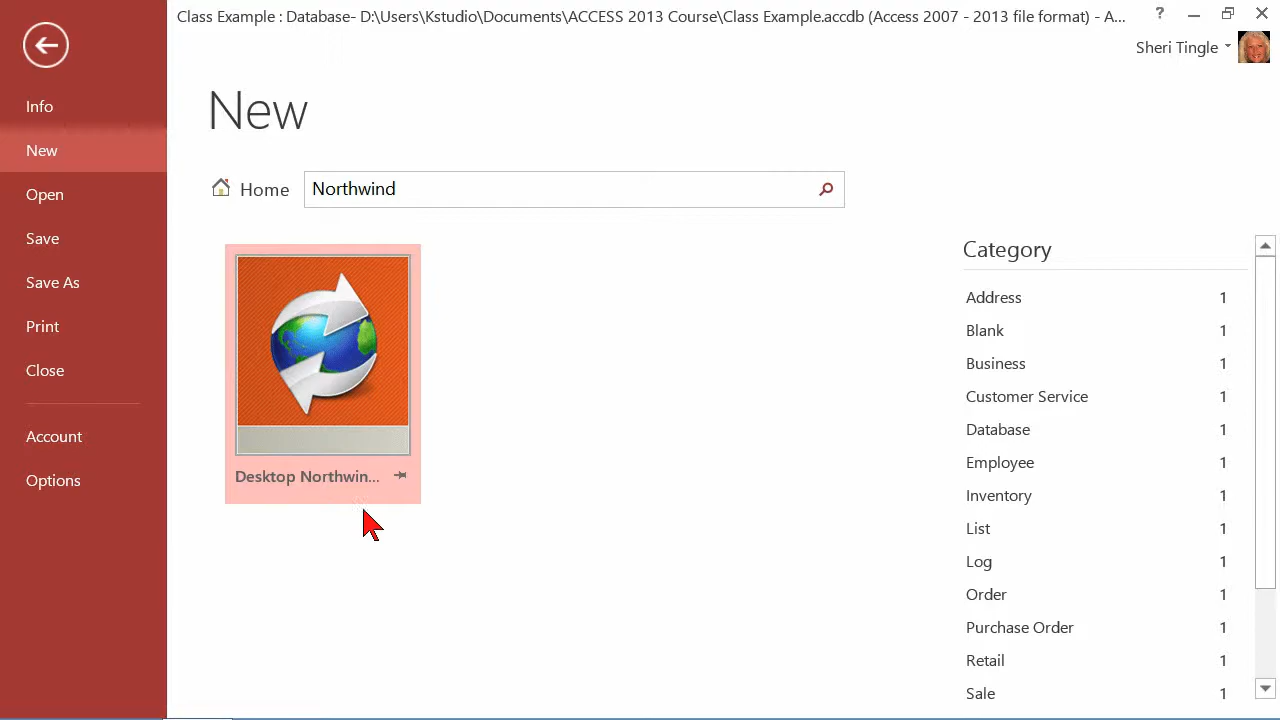 Class Example : Database- D:\Users\Kstudio\Documents\ACCESS 2013 Course\Class Example.accdb (Access 2007 - 2013 file format) - A...
?
Sheri Tingle
Info
New
Open
Save
Save As
Print
Close
Account
Options
New
Home
Northwind
Desktop Northwin...
Category
Address 1
Blank 1
Business 1
Customer Service 1
Database 1
Employee 1
Inventory 1
List 1
Log 1
Order 1
Purchase Order 1
Retail 1
Sale 1